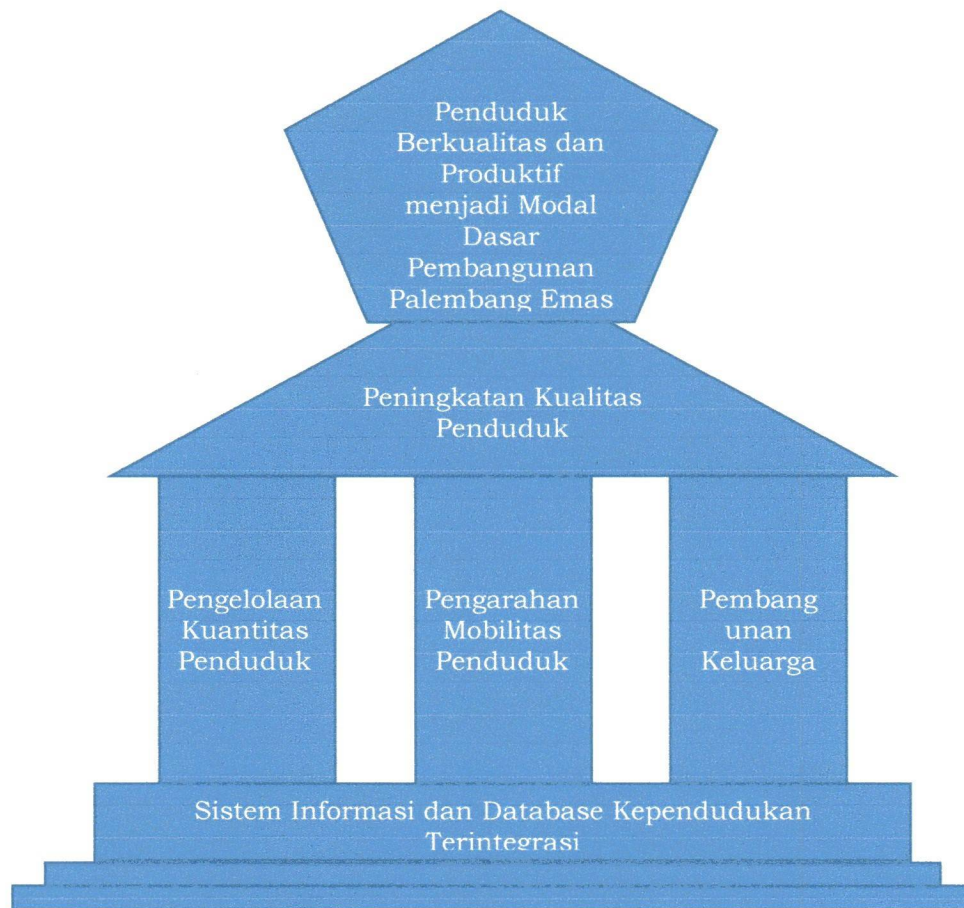 Penduduk
Berkualitas dan
Produktif
menjadi Modal
Dasar
Pembangunan
Palembang Emas
Peningkatan Kualitas
Penduduk
Pengelolaan
Kuantitas
Penduduk
Pengarahan
Mobilitas
Penduduk
Pembang
unan
Keluarga
Sistem Informasi dan Database Kependudukan
Terintegrasi